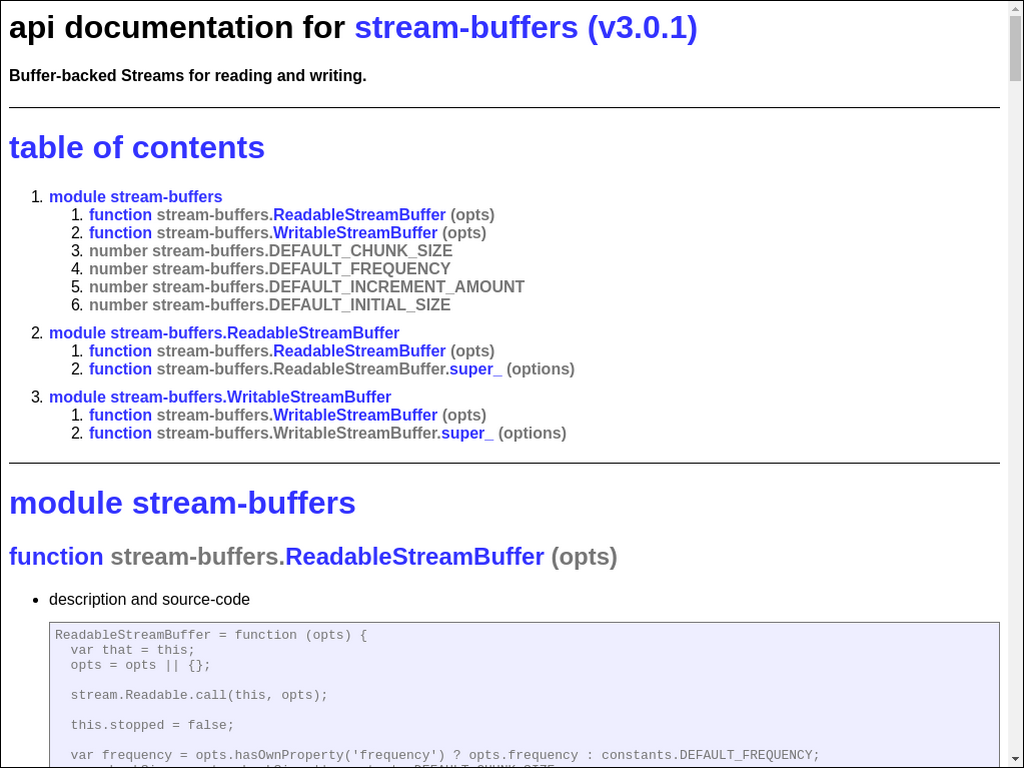 api documentation for stream-buffers (v3.0.1)
Buffer-backed Streams for reading and writing.
table of contents
1. module stream-buffers
1. function stream-buffers.ReadableStreamBuffer (opts)
2. function stream-buffers.WritableStreamBuffer (opts)
3. number stream-buffers.DEFAULT_CHUNK_SIZE
4. number stream-buffers.DEFAULT_FREQUENCY
5. number stream-buffers.DEFAULT_INCREMENT_AMOUNT
6. number stream-buffers.DEFAULT_INITIAL_SIZE
2. module stream-buffers.ReadableStreamBuffer
1. function stream-buffers.ReadableStreamBuffer (opts)
2. function stream-buffers.ReadableStreamBuffer.super_ (options)
3. module stream-buffers.WritableStreamBuffer
1. function stream-buffers.WritableStreamBuffer (opts)
2. function stream-buffers.WritableStreamBuffer.super_ (options)
module stream-buffers
function stream-buffers.ReadableStreamBuffer (opts)
• description and source-code
ReadableStreamBuffer = function (opts) {
var that = this;
opts = opts || {};
stream.Readable.call(this, opts);
this.stopped = false;
var frequency = opts.hasOwnProperty('frequency') ? opts.frequency : constants.DEFAULT_FREQUENCY;